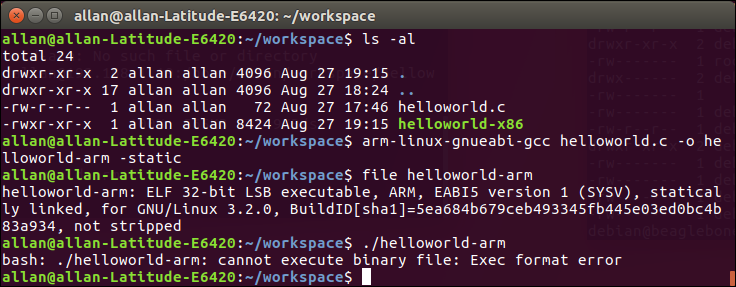 allan@allan-Latitude-E6420: ~/workspace
allan@allan-Latitude-E6420:~/workspace$ ls -al
total 24
drwxr-xr-x  2 allan allan 4096 Aug 27 19:15 .
drwxr-xr-x 17 allan allan 4096 Aug 27 18:24 ..
-rw-r--r--  1 allan allan   72 Aug 27 17:46 helloworld.c
-rwxr-xr-x  1 allan allan 8424 Aug 27 19:15 helloworld-x86
allan@allan-Latitude-E6420:~/workspace$ arm-linux-gnueabi-gcc helloworld.c -o he
lloworld-arm -static
allan@allan-Latitude-E6420:~/workspace$ file helloworld-arm
helloworld-arm: ELF 32-bit LSB executable, ARM, EABI5 version 1 (SYSV), statical
ly linked, for GNU/Linux 3.2.0, BuildID[sha1]=5ea684b679ceb493345fb445e03ed0bc4b
83a934, not stripped
allan@allan-Latitude-E6420:~/workspace$ ./helloworld-arm
bash: ./helloworld-arm: cannot execute binary file: Exec format error
allan@allan-Latitude-E6420:~/workspace$